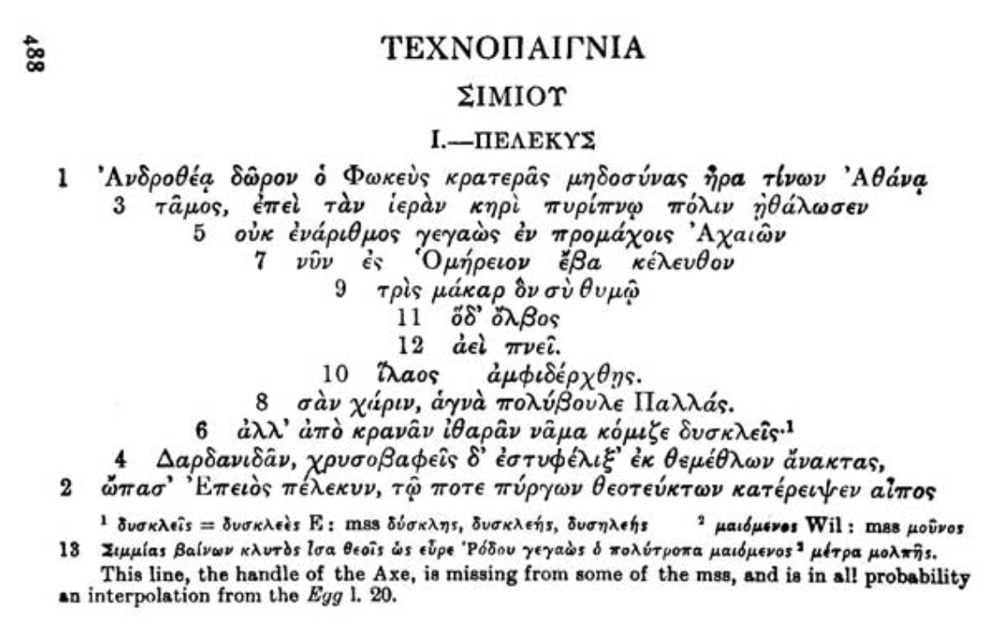 488
ΤΕΧΝΟΠΑΙΓΝΙΑ
ΣΙΜΙΟΥ
I.—ΠΕΛΕΚΥΣ
1 Ἀνδροθέᾳ δῶρον ὁ Φωκεὺς κρατερᾶς μηδοσύνας ἦρα τίνων Ἀθάνᾳ
3 τᾶμος, ἐπεὶ τὰν ἱερὰν κηρὶ πυρίπνῳ πόλιν ᾐθάλωσεν
5 οὐκ ἐνάριθμος γεγαὼς ἐν προμάχοις Ἀχαιῶν
7 νῦν ἐς Ὁμήρειον ἔβα κέλευθον
9 τρὶς μάκαρ ὃν σὺ θυμῷ
11 ὅδ’ ὄλβος
12 ἀεὶ πνεῖ.
10 ἵλαος ἀμφιδέρχθῃς.
8 σὰν χάριν, ἁγνὰ πολύβουλε Παλλάς.
6 ἀλλ’ ἀπὸ κρανᾶν ἰθαρᾶν νᾶμα κόμιζε δυσκλεῖς·¹
4 Δαρδανιδᾶν, χρυσοβαφεῖς δ’ ἐστυφέλιξ’ ἐκ θεμέθλων ἄνακτας,
2 ὤπασ’ Ἐπειὸς πέλεκυν, τῷ ποτε πύργων θεοτεύκτων κατέρειψεν αἶπος
¹ δυσκλεῖς = δυσκλεὲς E: mss δύσκλης, δυσκλεής, δυσηλεής ² μαιόμενος Wil: mss μοῦνος
13 Σιμμίας βαίνων κλυτὸς ἶσα θεοῖς ὡς εὗρε Ῥόδου γεγαὼς ὁ πολύτροπα μαιόμενος² μέτρα μολπῆς.
This line, the handle of the Axe, is missing from some of the mss, and is in all probability
an interpolation from the Egg l. 20.